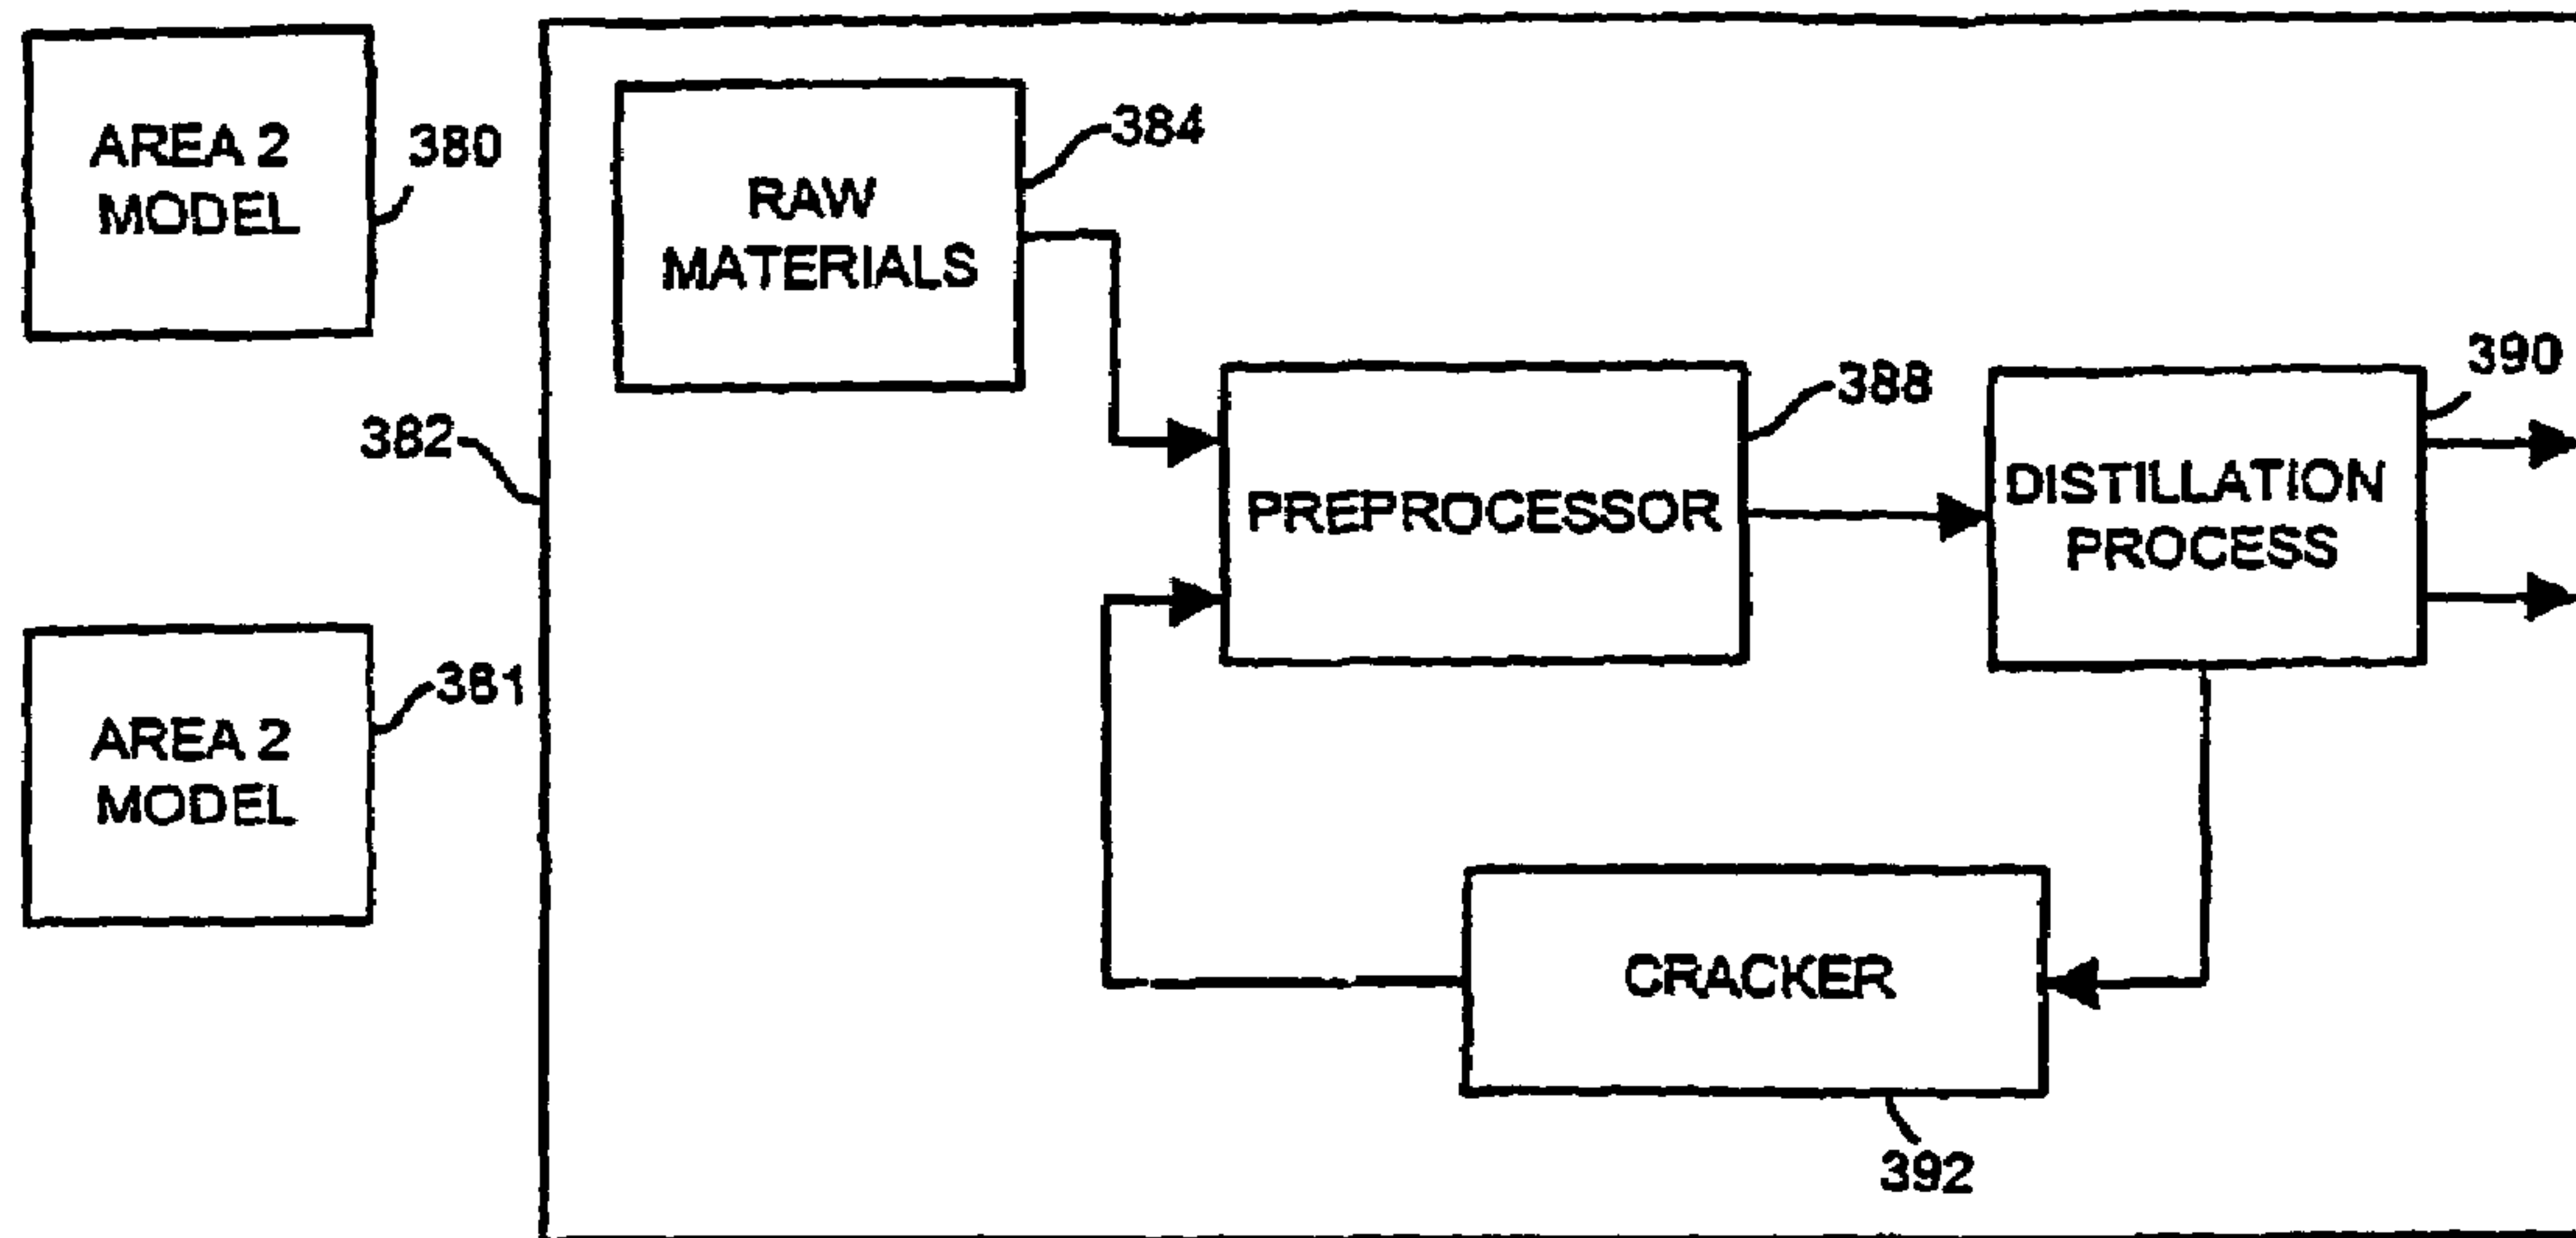 AREA 2
MODEL
380
RAW
MATERIALS
384
382
PREPROCESSOR
388
DISTILLATION
PROCESS
390
AREA 2
MODEL
381
CRACKER
392